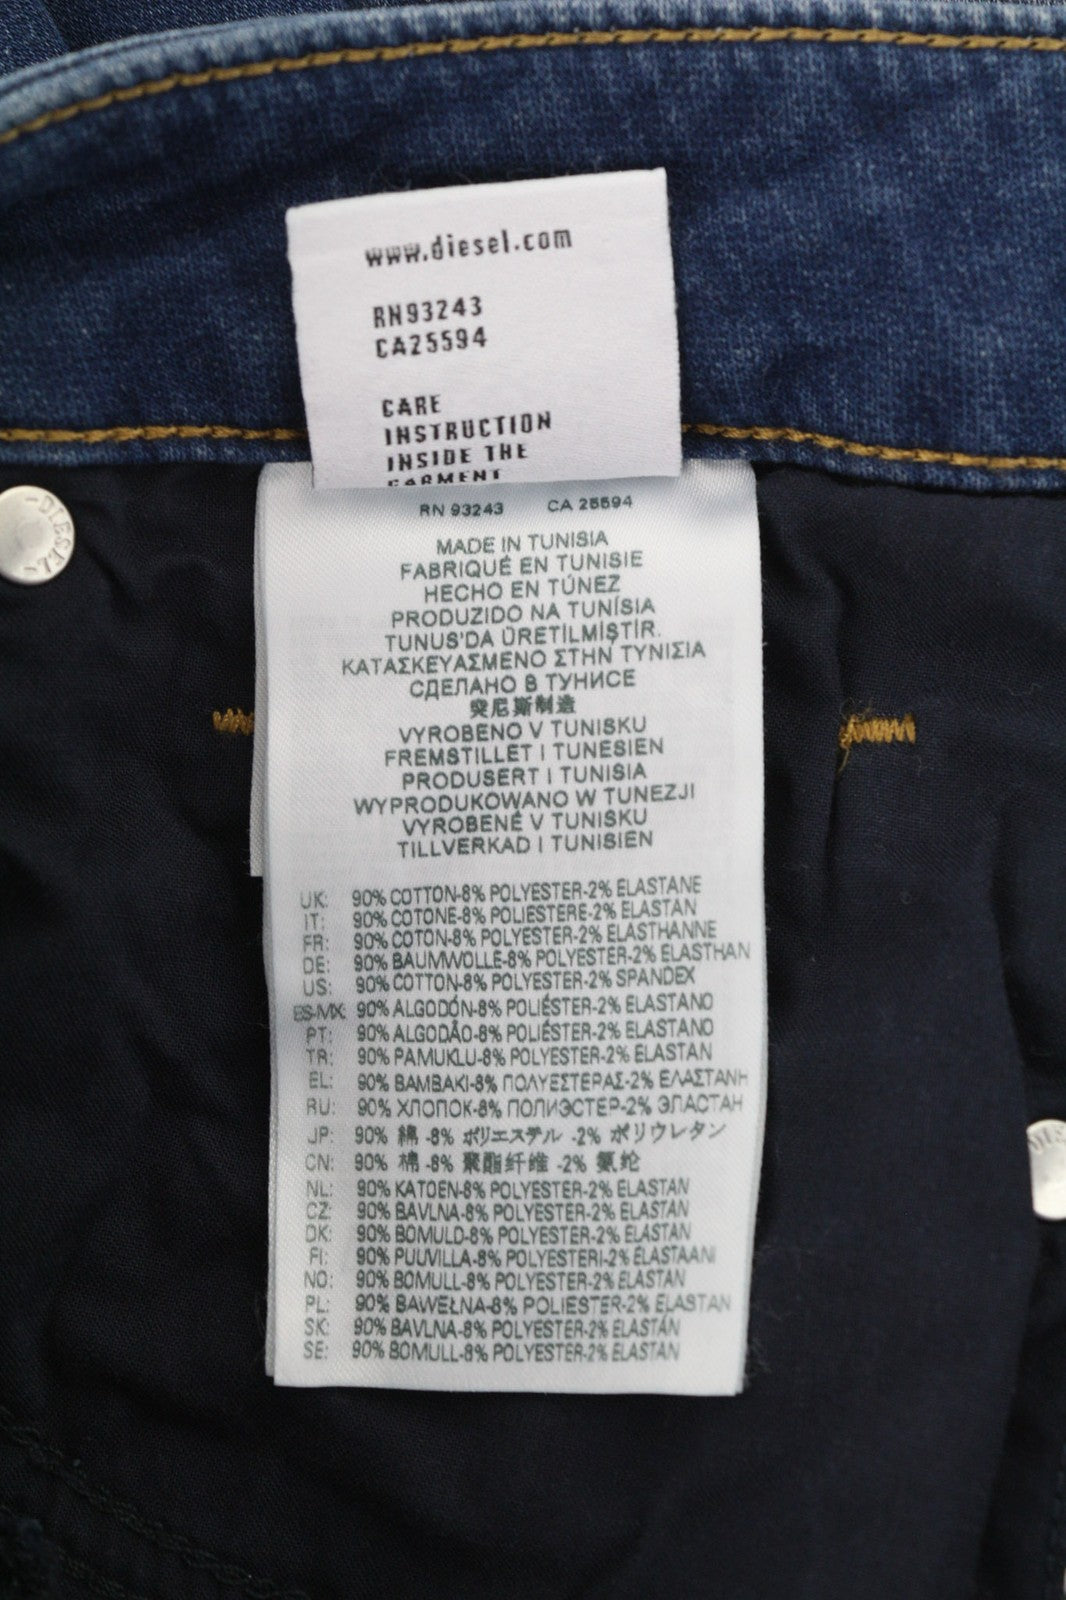 www.diesel.com
RN93243
CA25594
CARE
INSTRUCTION
INSIDE THE
GARMENT
RN 93243 CA 25594
MADE IN TUNISIA
FABRIQUÉ EN TUNISIE
HECHO EN TÚNEZ
PRODUZIDO NA TUNÍSIA
TUNUS'DA ÜRETİLMİŞTİR.
ΚΑΤΑΣΚΕΥΑΣΜΕΝΟ ΣΤΗΝ ΤΥΝΙΣΙΑ
СДЕЛАНО В ТУНИСЕ
突尼斯制造
VYROBENO V TUNISKU
FREMSTILLET I TUNESIEN
PRODUSERT I TUNISIA
WYPRODUKOWANO W TUNEZJI
VYROBENÉ V TUNISKU
TILLVERKAD I TUNISIEN
UK: 90% COTTON-8% POLYESTER-2% ELASTANE
IT: 90% COTONE-8% POLIESTERE-2% ELASTAN
FR: 90% COTON-8% POLYESTER-2% ELASTHANNE
DE: 90% BAUMWOLLE-8% POLYESTER-2% ELASTHAN
US: 90% COTTON-8% POLYESTER-2% SPANDEX
ES-MX: 90% ALGODÓN-8% POLIÉSTER-2% ELASTANO
PT: 90% ALGODÃO-8% POLIÉSTER-2% ELASTANO
TR: 90% PAMUKLU-8% POLYESTER-2% ELASTAN
EL: 90% ΒΑΜΒΑΚΙ-8% ΠΟΛΥΕΣΤΕΡΑΣ-2% ΕΛΑΣΤΑΝΗ
RU: 90% ХЛОПОК-8% ПОЛИЭСТЕР-2% ЭЛАСТАН
JP: 90% 綿 -8% ポリエステル -2% ポリウレタン
CN: 90% 棉 -8% 聚酯纤维 -2% 氨纶
NL: 90% KATOEN-8% POLYESTER-2% ELASTAN
CZ: 90% BAVLNA-8% POLYESTER-2% ELASTAN
DK: 90% BOMULD-8% POLYESTER-2% ELASTAN
FI: 90% PUUVILLA-8% POLYESTERI-2% ELASTAANI
NO: 90% BOMULL-8% POLYESTER-2% ELASTAN
PL: 90% BAWEŁNA-8% POLIESTER-2% ELASTAN
SK: 90% BAVLNA-8% POLYESTER-2% ELASTÁN
SE: 90% BOMULL-8% POLYESTER-2% ELASTAN
DIESEL